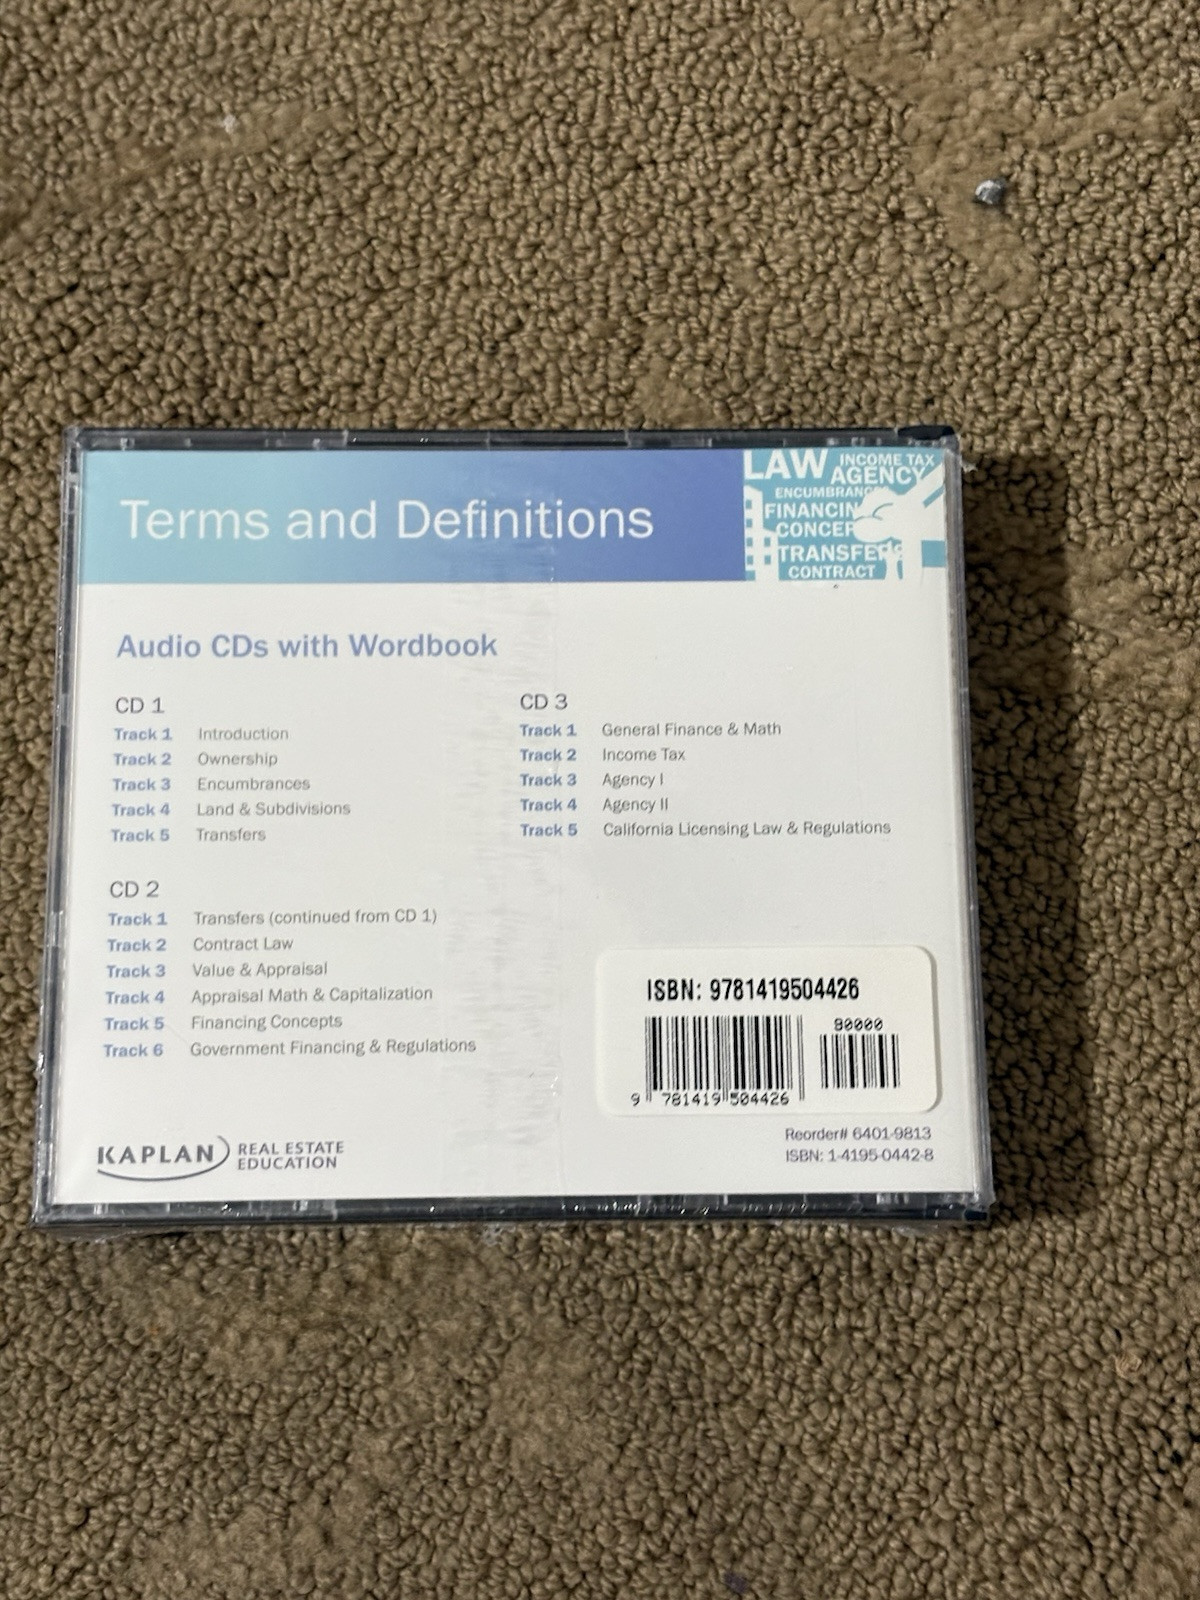 Terms and Definitions
LAW
INCOME TAX
AGENCY
FINANCIN
CONCEP
TRANSFERS
CONTRACT
Audio CDs with Wordbook
CD 1
Track 1 Introduction
Track 2 Ownership
Track 3 Encumbrances
Track 4 Land & Subdivisions
Track 5 Transfers
CD 2
Track 1 Transfers (continued from CD 1)
Track 2 Contract Law
Track 3 Value & Appraisal
Track 4 Appraisal Math & Capitalization
Track 5 Financing Concepts
Track 6 Government Financing & Regulations
CD 3
Track 1 General Finance & Math
Track 2 Income Tax
Track 3 Agency I
Track 4 Agency II
Track 5 California Licensing Law & Regulations
ISBN: 9781419504426
90000
9 781419 504426
Reorder# 6401-9813
ISBN: 1-4195-0442-8
KAPLAN
REAL ESTATE
EDUCATION